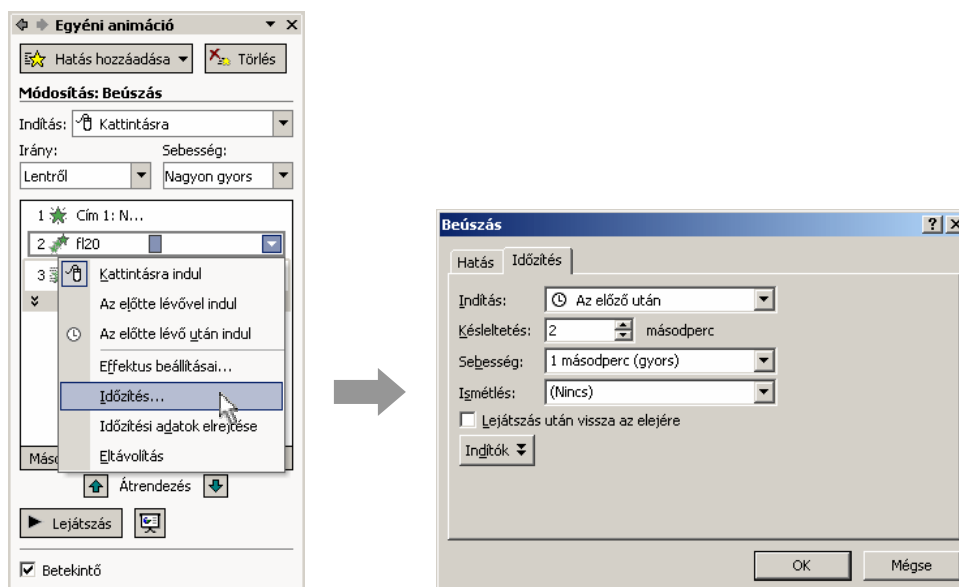 Egyéni animáció
Hatás hozzáadása Törlés
Módosítás: Beúszás
Indítás: Kattintásra
Irány: Sebesség:
Lentről Nagyon gyors
1 Cím 1: N...
2 fl20
3
Kattintásra indul
Az előtte lévővel indul
Az előtte lévő után indul
Effektus beállításai...
Időzítés...
Időzítési adatok elrejtése
Eltávolítás
Átrendezés
Lejátszás
Betekintő
Beúszás
Hatás Időzítés
Indítás: Az előző után
Késleltetés: 2 másodperc
Sebesség: 1 másodperc (gyors)
Ismétlés: (Nincs)
Lejátszás után vissza az elejére
Indítók
OK Mégse